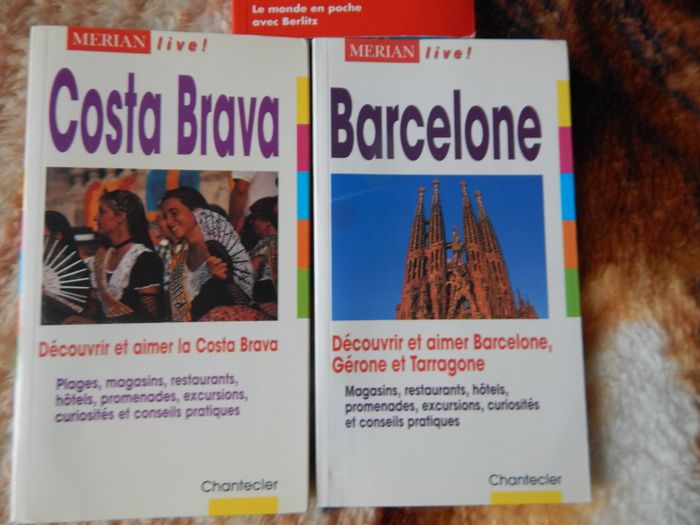 Le monde en poche
avec Berlitz
MERIAN live!
Costa Brava
Découvrir et aimer la Costa Brava
Plages, magasins, restaurants,
hôtels, promenades, excursions,
curiosités et conseils pratiques
Chantecler
MERIAN live!
Barcelone
Découvrir et aimer Barcelone,
Gérone et Tarragone
Magasins, restaurants, hôtels,
promenades, excursions, curiosités
et conseils pratiques
Chantecler